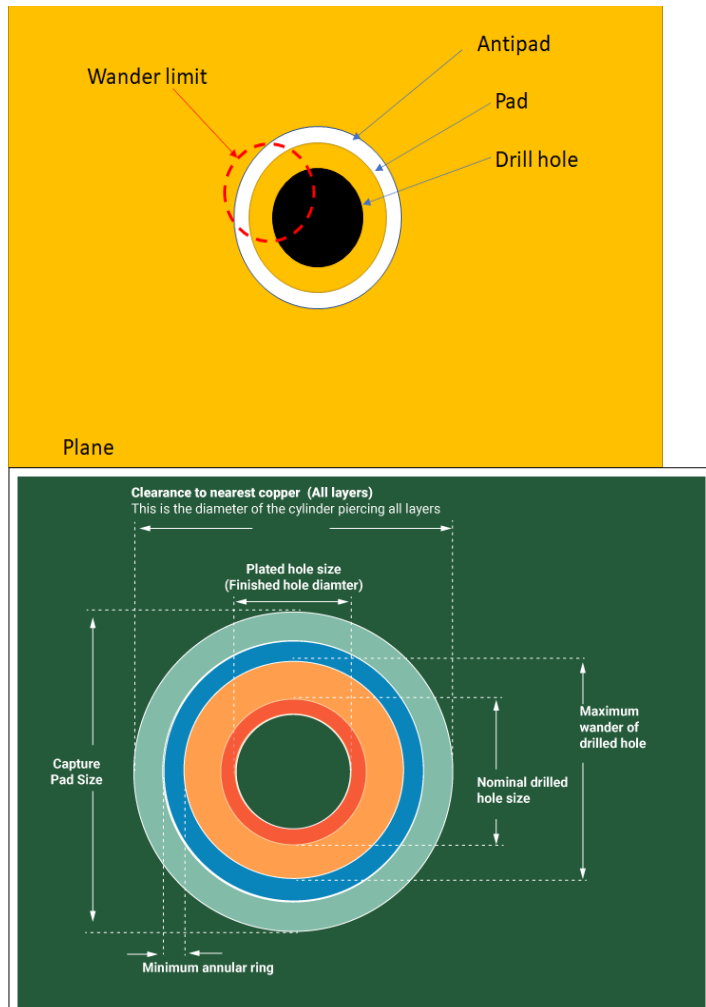 Antipad
Wander limit
Pad
Drill hole
Plane
Clearance to nearest copper (All layers)
This is the diameter of the cylinder piercing all layers
Plated hole size
(Finished hole diamter)
Maximum
wander of
drilled hole
Capture
Pad Size
Nominal drilled
hole size
Minimum annular ring